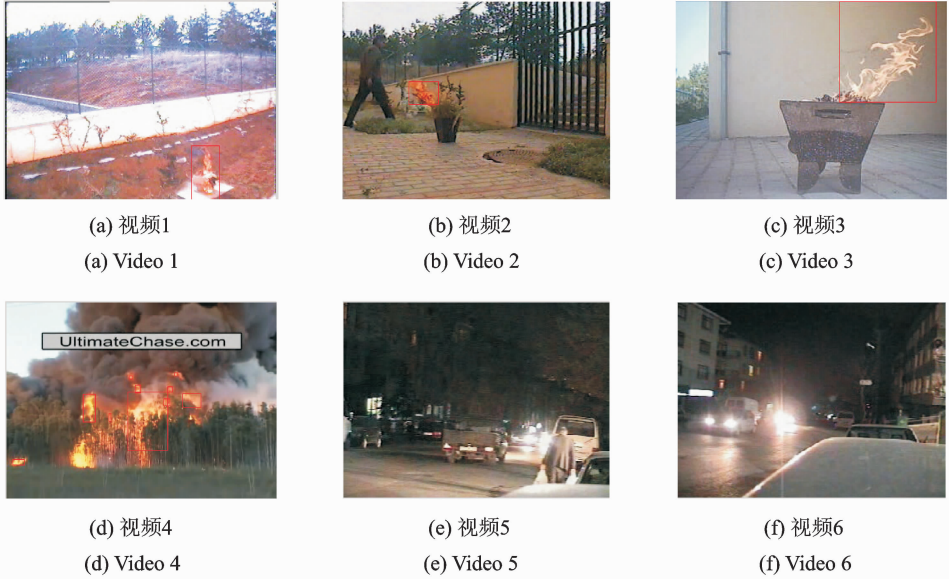 (a) 视频1
(b) 视频2
(c) 视频3
(a) Video 1
(b) Video 2
(c) Video 3
UltimateChase.com
(d) 视频4
(e) 视频5
(f) 视频6
(d) Video 4
(e) Video 5
(f) Video 6